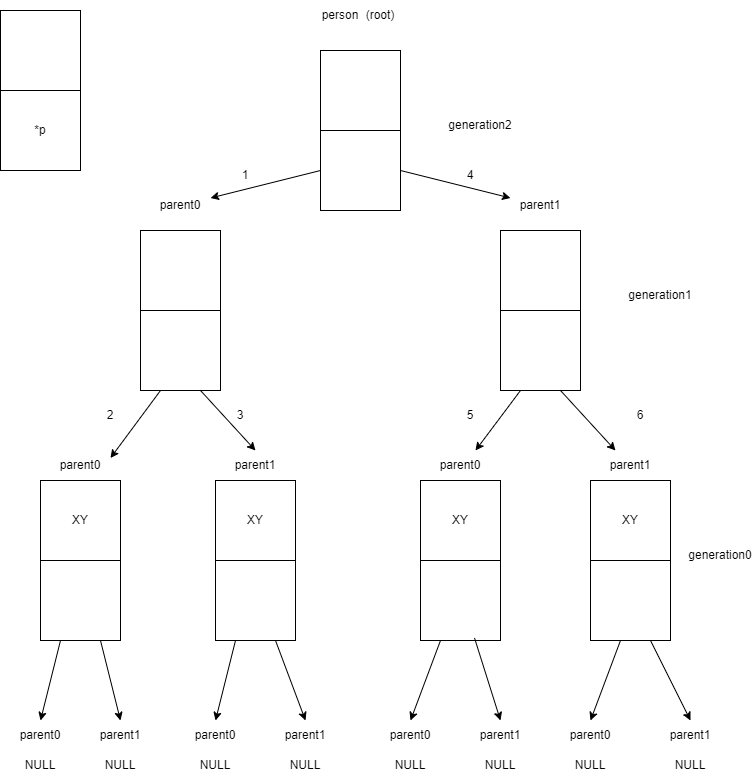 person (root)
*p
generation2
1
4
parent0
parent1
generation1
2
3
5
6
parent0
parent1
parent0
parent1
XY
XY
XY
XY
generation0
parent0
parent1
parent0
parent1
parent0
parent1
parent0
parent1
NULL
NULL
NULL
NULL
NULL
NULL
NULL
NULL